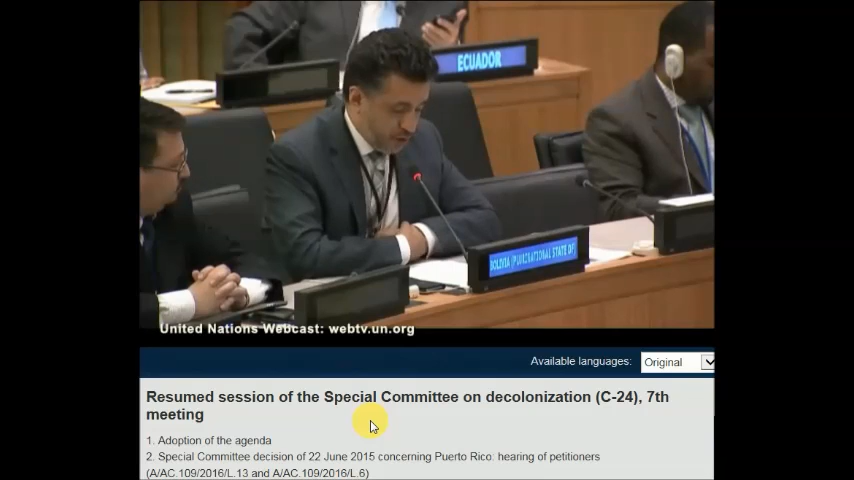 ECUADOR
BOLIVIA (PLURINATIONAL STATE OF
United Nations Webcast: webtv.un.org
Available languages: Original
Resumed session of the Special Committee on decolonization (C-24), 7th
meeting
1. Adoption of the agenda
2. Special Committee decision of 22 June 2015 concerning Puerto Rico: hearing of petitioners
(A/AC.109/2016/L.13 and A/AC.109/2016/L.6)